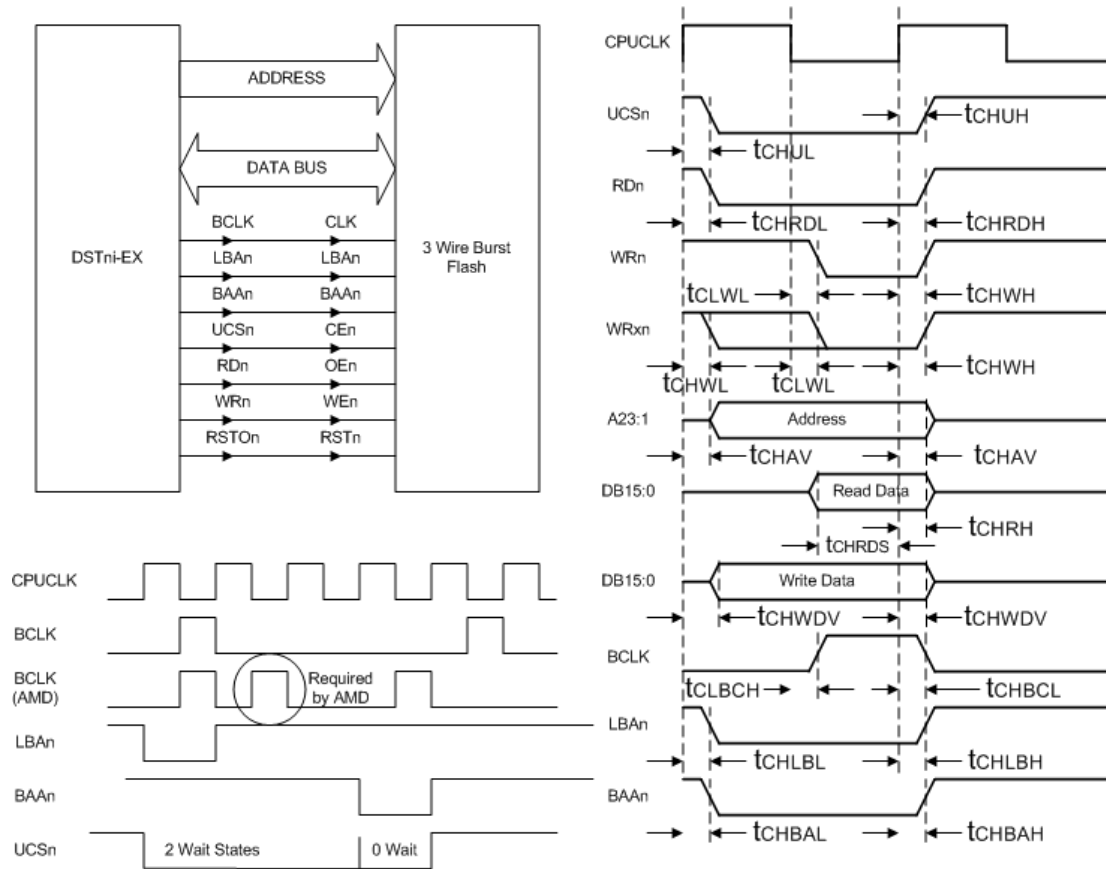 ADDRESS
DATA BUS
DSTni-EX
3 Wire Burst
Flash
BCLK CLK
LBAn LBAn
BAAn BAAn
UCSn CEn
RDn OEn
WRn WEn
RSTOn RSTn
CPUCLK
BCLK
BCLK
(AMD)
Required
by AMD
LBAn
BAAn
UCSn
2 Wait States
0 Wait
CPUCLK
UCSn
tCHUH
tCHUL
RDn
tCHRDL
tCHRDH
WRn
tCLWL
tCHWH
WRxn
tCHWH
tCHWL
tCLWL
A23:1
Address
tCHAV
tCHAV
DB15:0
Read Data
tCHRH
tCHRDS
DB15:0
Write Data
tCHWDV
tCHWDV
BCLK
tCLBCH
tCHBCL
LBAn
tCHLBL
tCHLBH
BAAn
tCHBAL
tCHBAH